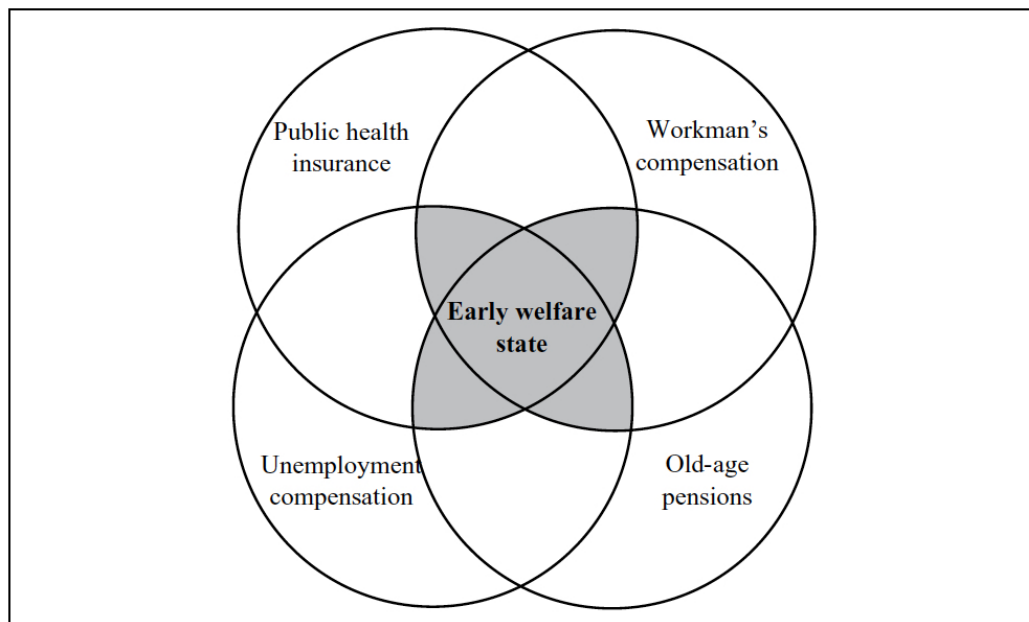 Public health
insurance
Workman’s
compensation
Early welfare
state
Unemployment
compensation
Old-age
pensions